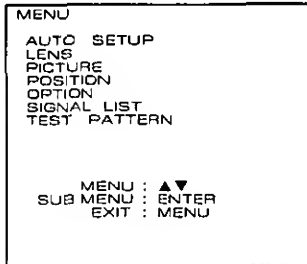 MENU
AUTO SETUP
LENS
PICTURE
POSITION
OPTION
SIGNAL LIST
TEST PATTERN
MENU : ▲▼
SUB MENU : ENTER
EXIT : MENU